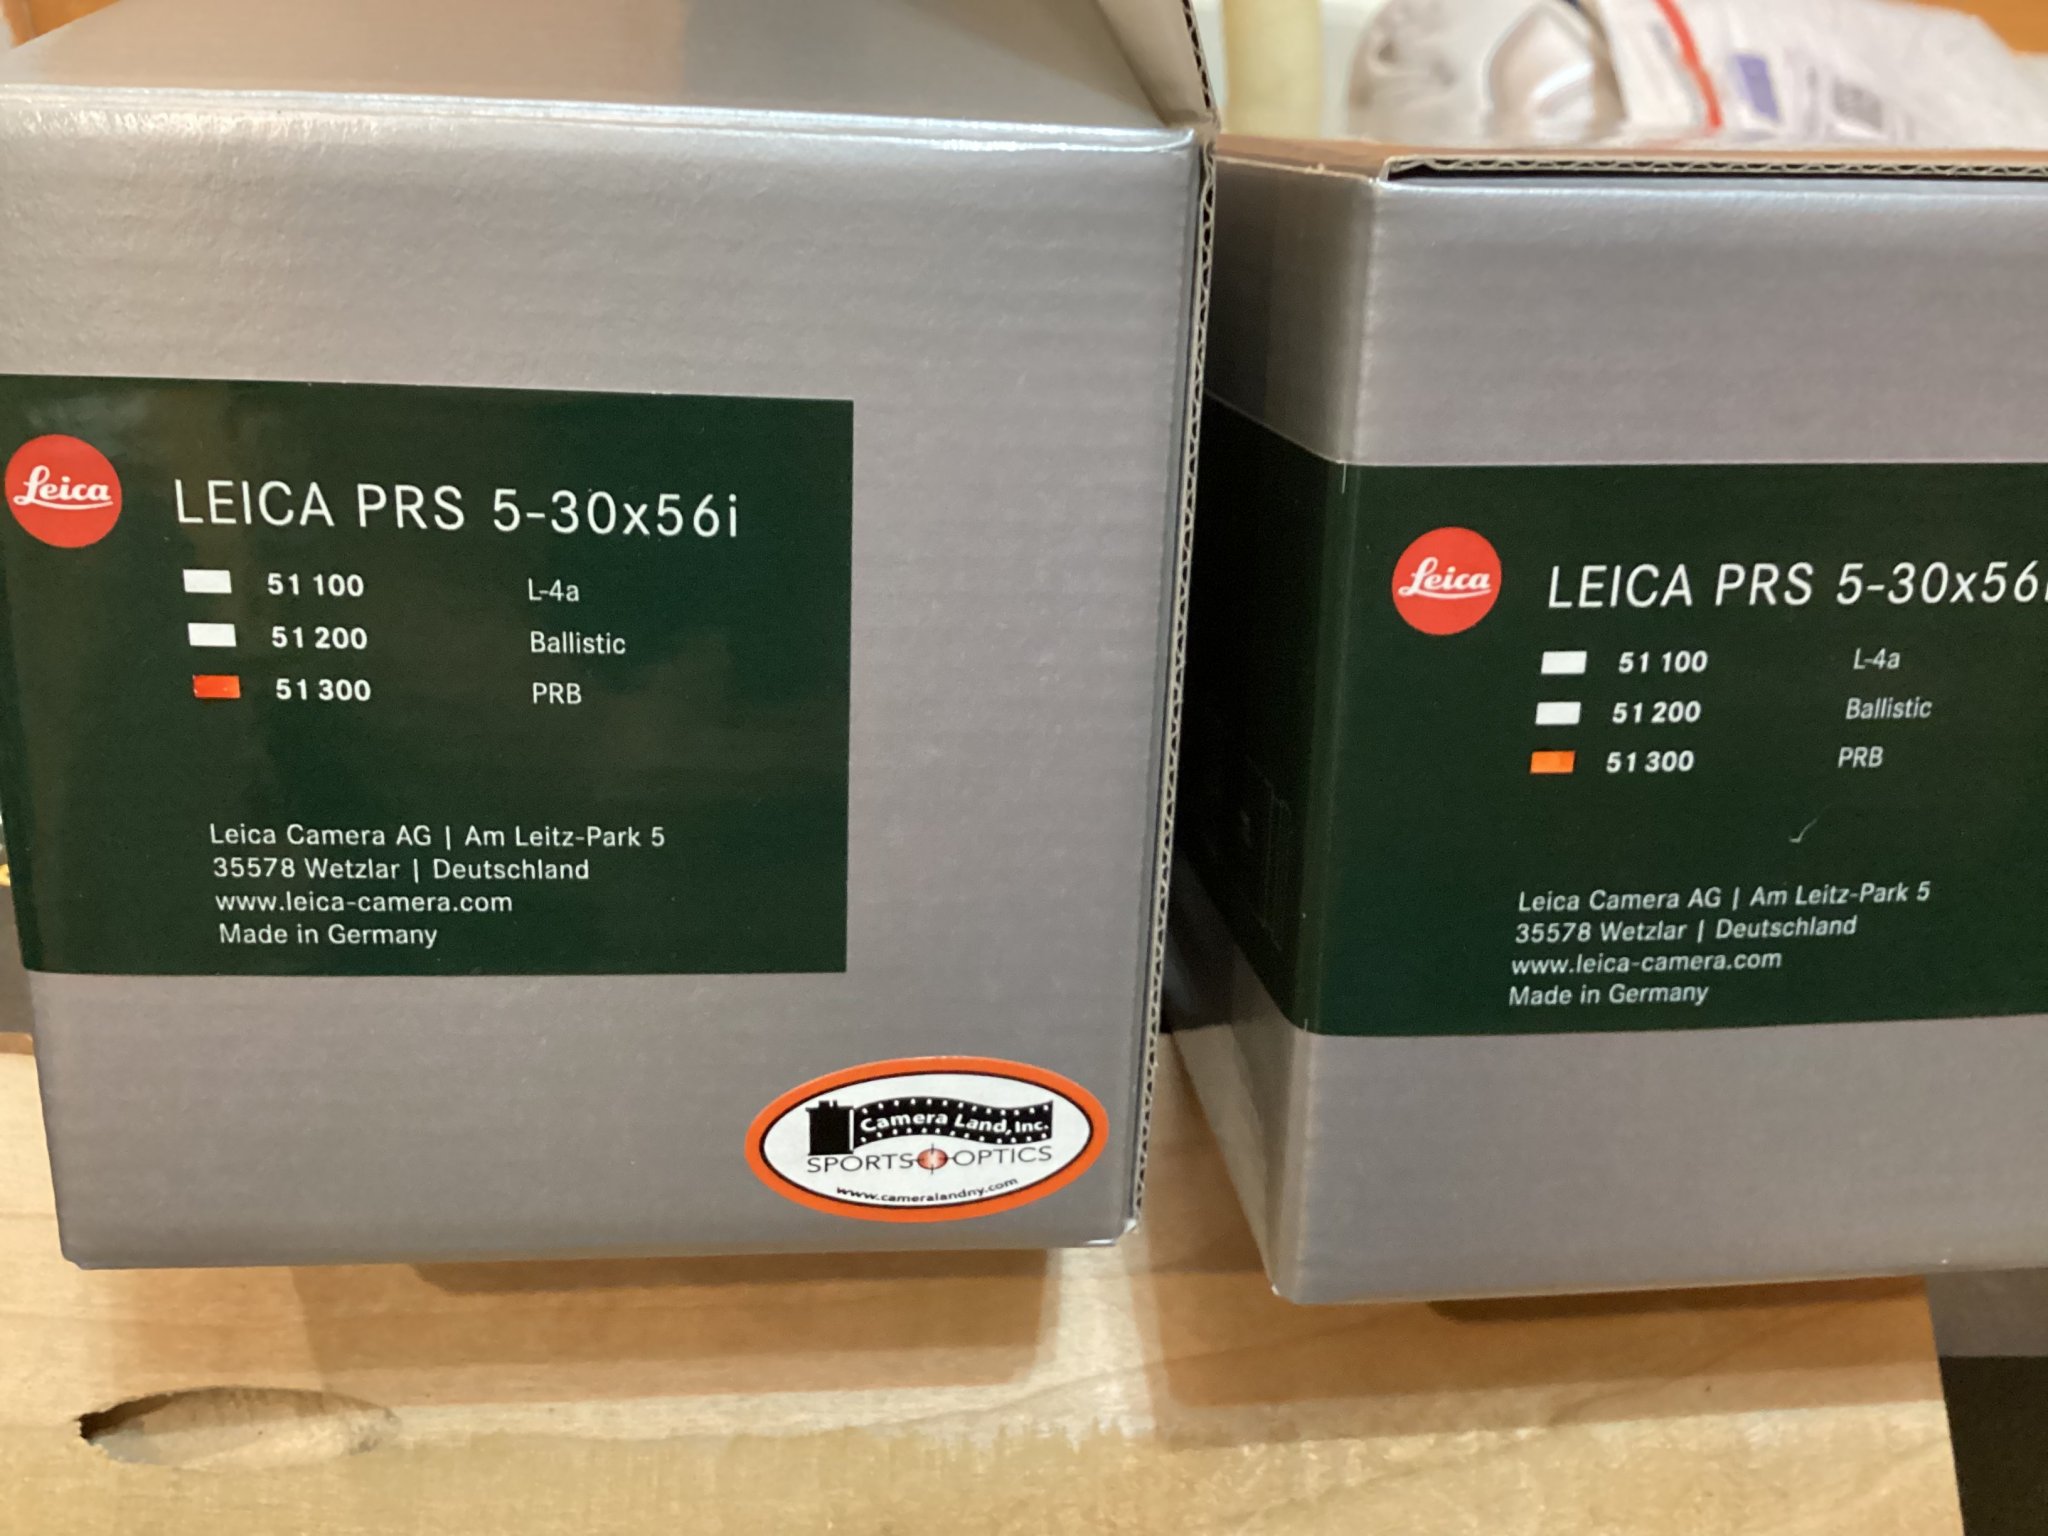 Leica
LEICA PRS 5-30x56i
51 100 L-4a
51 200 Ballistic
51 300 PRB
Leica Camera AG | Am Leitz-Park 5
35578 Wetzlar | Deutschland
www.leica-camera.com
Made in Germany
Camera Land, Inc.
SPORTS OPTICS
www.cameralandny.com
Leica
LEICA PRS 5-30x56i
51 100 L-4a
51 200 Ballistic
51 300 PRB
Leica Camera AG | Am Leitz-Park 5
35578 Wetzlar | Deutschland
www.leica-camera.com
Made in Germany